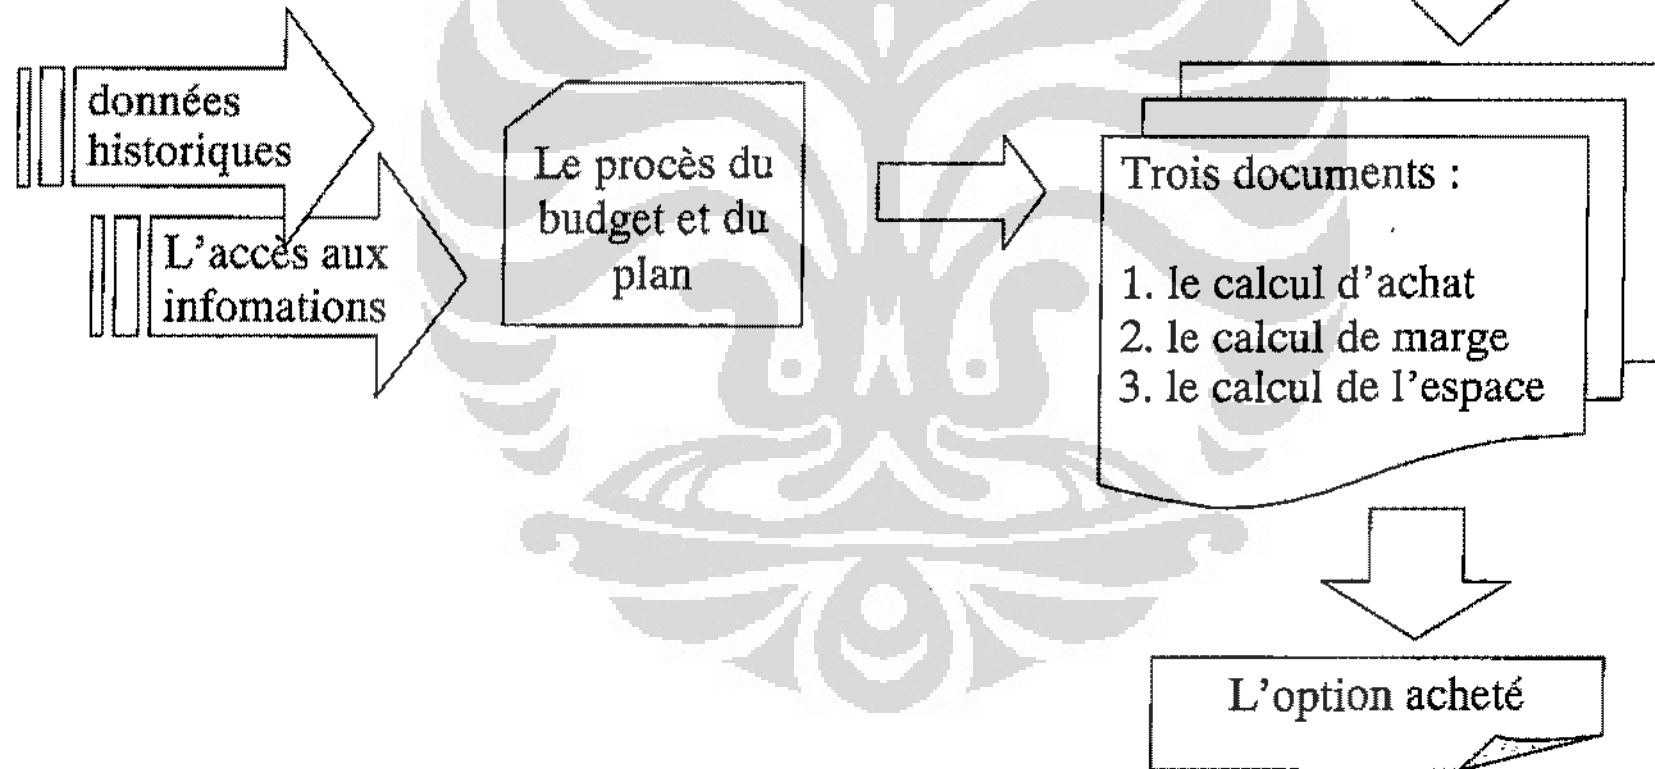 données
historiques
L'accès aux
infomations
Le procès du
budget et du
plan
Trois documents :
1. le calcul d'achat
2. le calcul de marge
3. le calcul de l'espace
L'option acheté